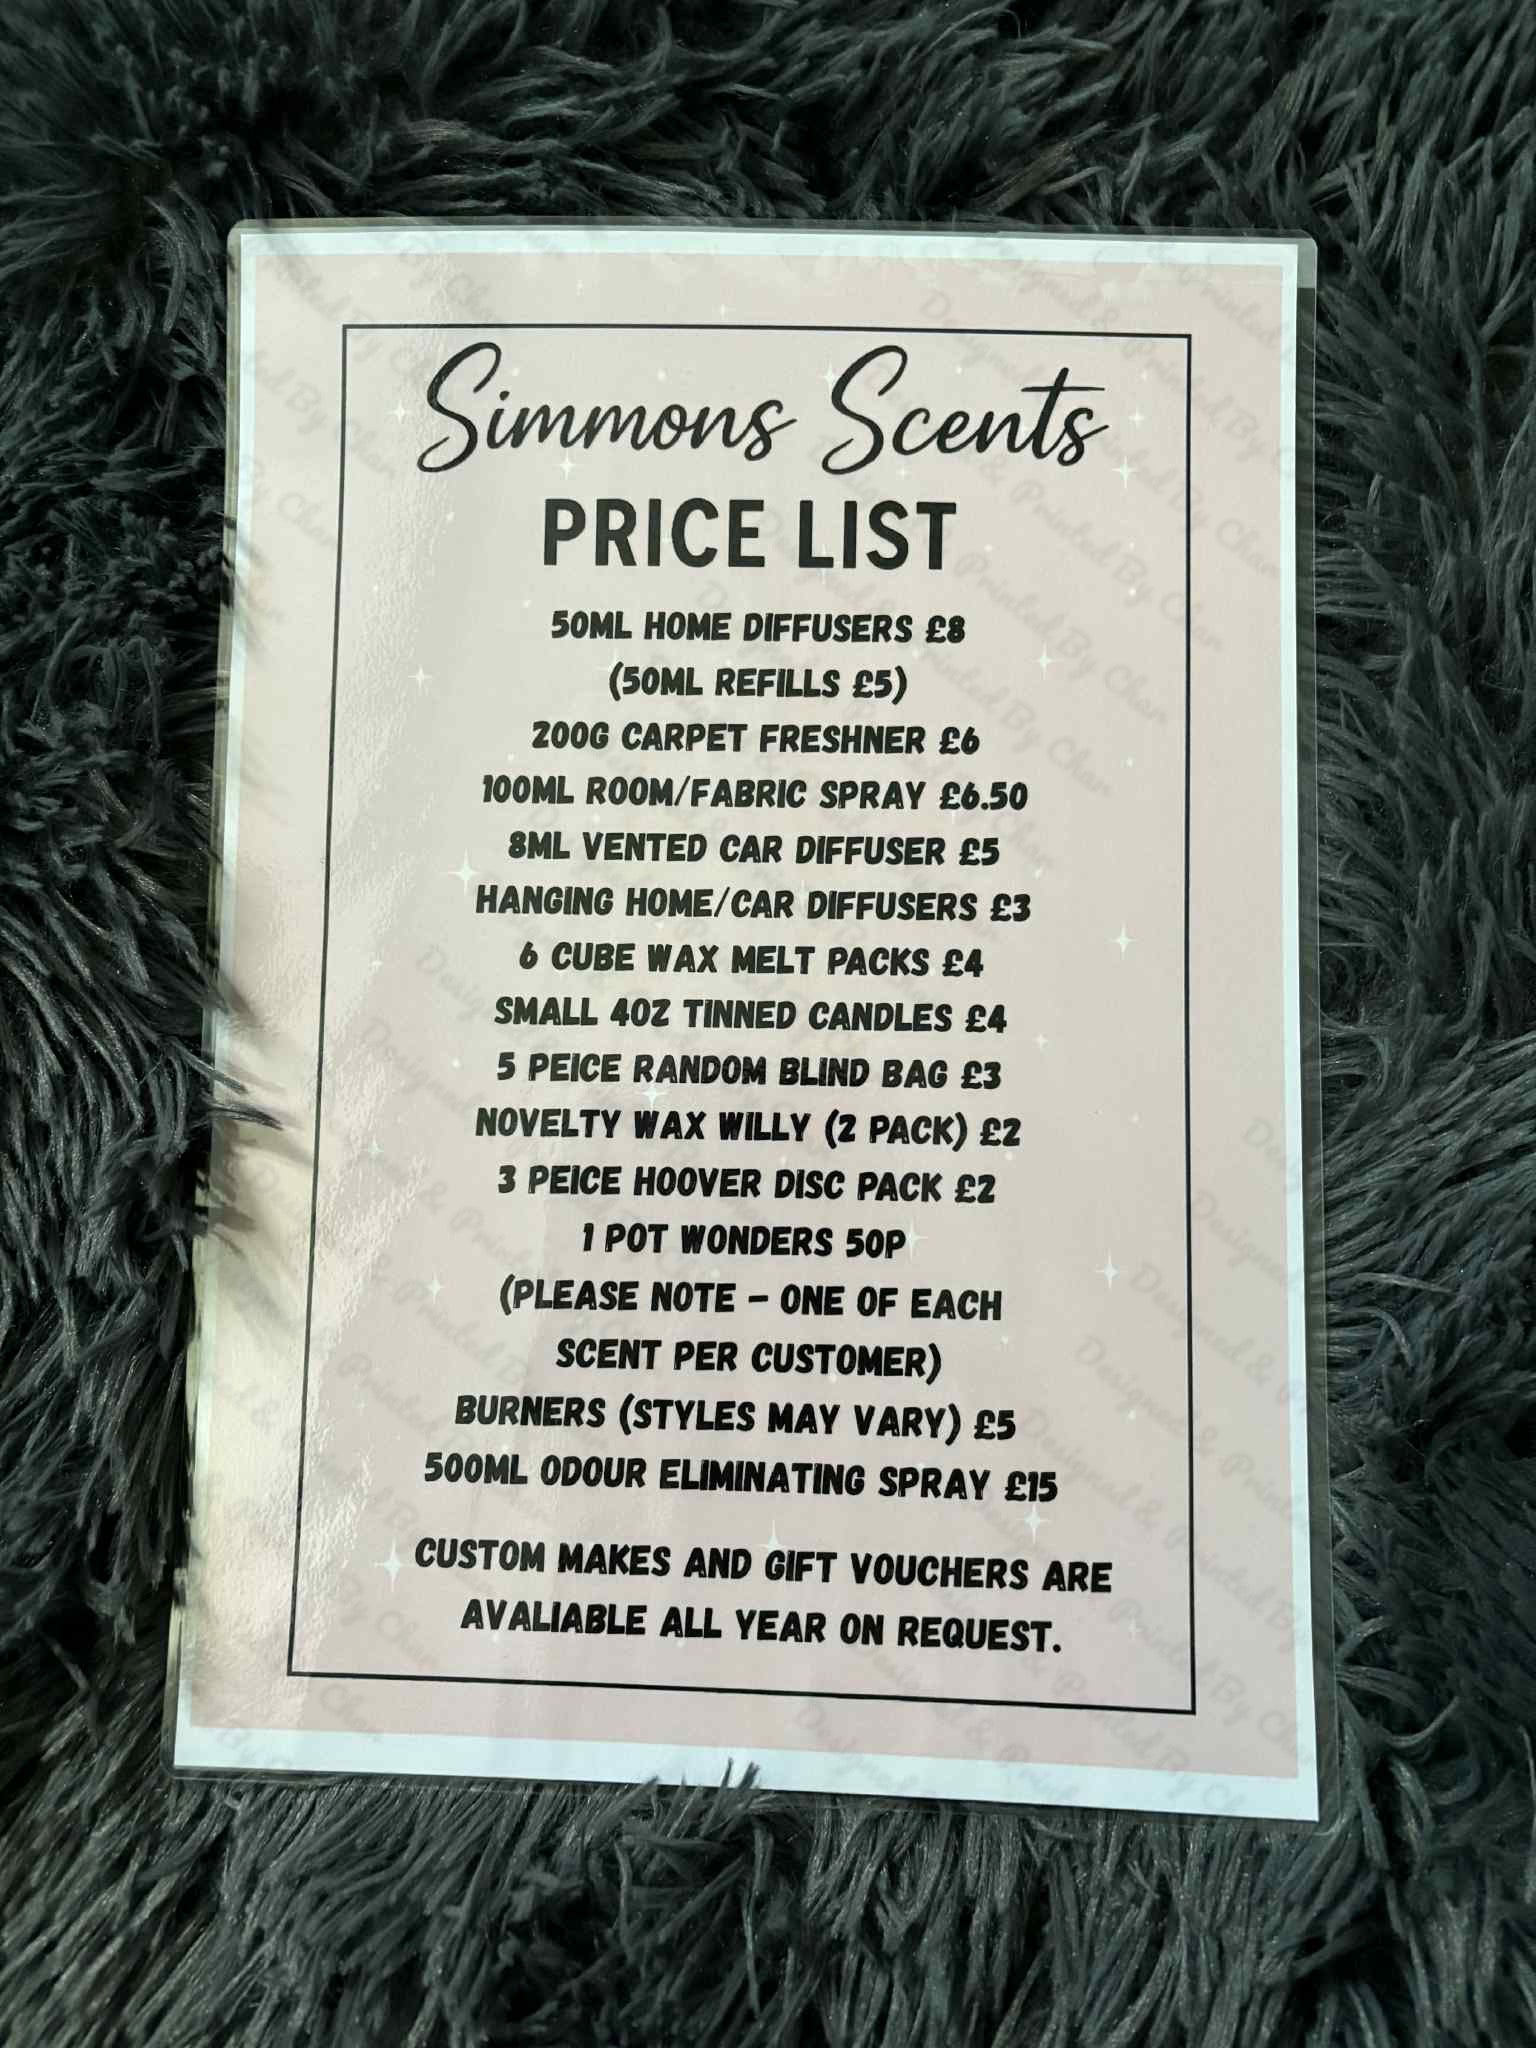 Simmons Scents
PRICE LIST
50ML HOME DIFFUSERS £8
(50ML REFILLS £5)
200G CARPET FRESHNER £6
100ML ROOM/FABRIC SPRAY £6.50
8ML VENTED CAR DIFFUSER £5
HANGING HOME/CAR DIFFUSERS £3
6 CUBE WAX MELT PACKS £4
SMALL 4OZ TINNED CANDLES £4
5 PEICE RANDOM BLIND BAG £3
NOVELTY WAX WILLY (2 PACK) £2
3 PEICE HOOVER DISC PACK £2
1 POT WONDERS 50P
(PLEASE NOTE - ONE OF EACH
SCENT PER CUSTOMER)
BURNERS (STYLES MAY VARY) £5
500ML ODOUR ELIMINATING SPRAY £15
CUSTOM MAKES AND GIFT VOUCHERS ARE
AVALIABLE ALL YEAR ON REQUEST.
Designed & Printed By Char